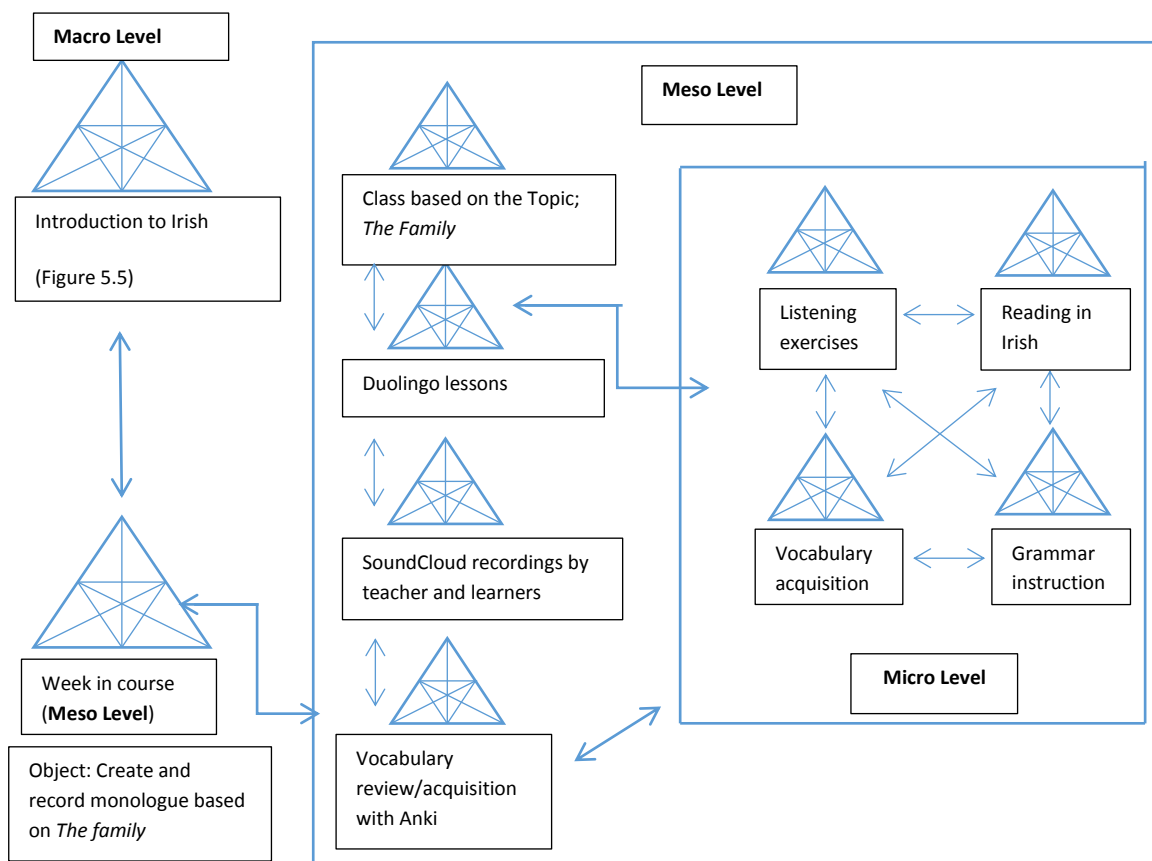 Macro Level
Introduction to Irish
(Figure 5.5)
Week in course
(Meso Level)
Object: Create and
record monologue based
on The family
Meso Level
Class based on the Topic;
The Family
Duolingo lessons
SoundCloud recordings by
teacher and learners
Vocabulary
review/acquisition
with Anki
Listening
exercises
Reading in
Irish
Vocabulary
acquisition
Grammar
instruction
Micro Level